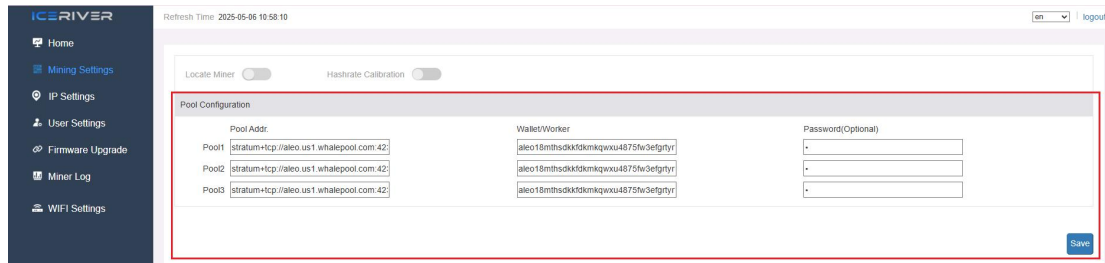 ICERIVER
Refresh Time 2025-05-06 10:58:10
en
logout
Home
Mining Settings
IP Settings
User Settings
Firmware Upgrade
Miner Log
WIFI Settings
Locate Miner
Hashrate Calibration
Pool Configuration
Pool Addr. Wallet/Worker Password(Optional)
Pool1 stratum+tcp://aleo.us1.whalepool.com:42 aleo18mthsdkkfdkmkqwxu4875fw3efgrtyr •
Pool2 stratum+tcp://aleo.us1.whalepool.com:42 aleo18mthsdkkfdkmkqwxu4875fw3efgrtyr •
Pool3 stratum+tcp://aleo.us1.whalepool.com:42 aleo18mthsdkkfdkmkqwxu4875fw3efgrtyr •
Save